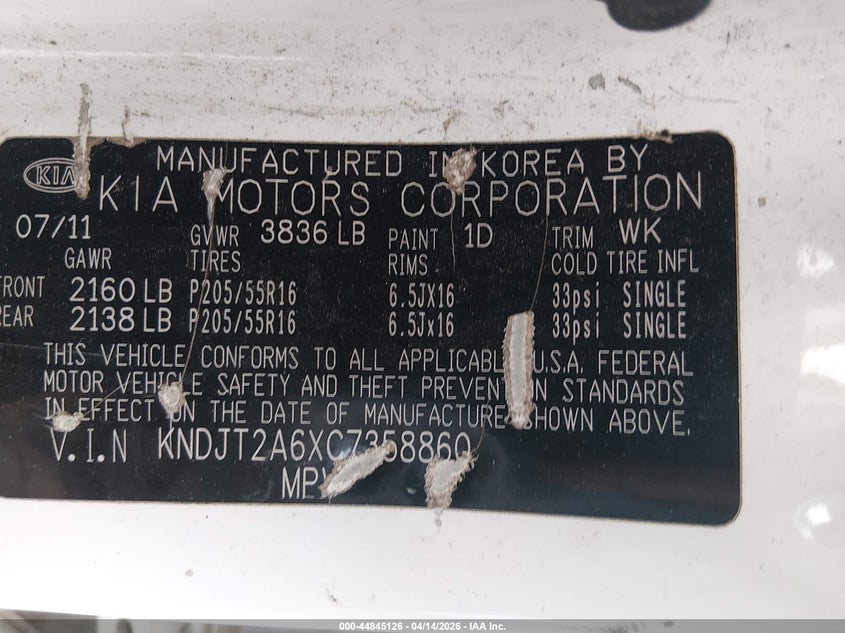 MANUFACTURED IN KOREA BY
KIA KIA MOTORS CORPORATION
07/11 GVWR 3836 LB PAINT 1D TRIM WK
GAWR TIRES RIMS COLD TIRE INFL
FRONT 2160 LB P205/55R16 6.5JX16 33psi SINGLE
REAR 2138 LB P205/55R16 6.5Jx16 33psi SINGLE
THIS VEHICLE CONFORMS TO ALL APPLICABLE U.S.A. FEDERAL
MOTOR VEHICLE SAFETY AND THEFT PREVENTION STANDARDS
IN EFFECT ON THE DATE OF MANUFACTURE SHOWN ABOVE.
V.I.N KNDJT2A6XC7358860
MPV
000-44845126 - 04/14/2026 - IAA Inc.